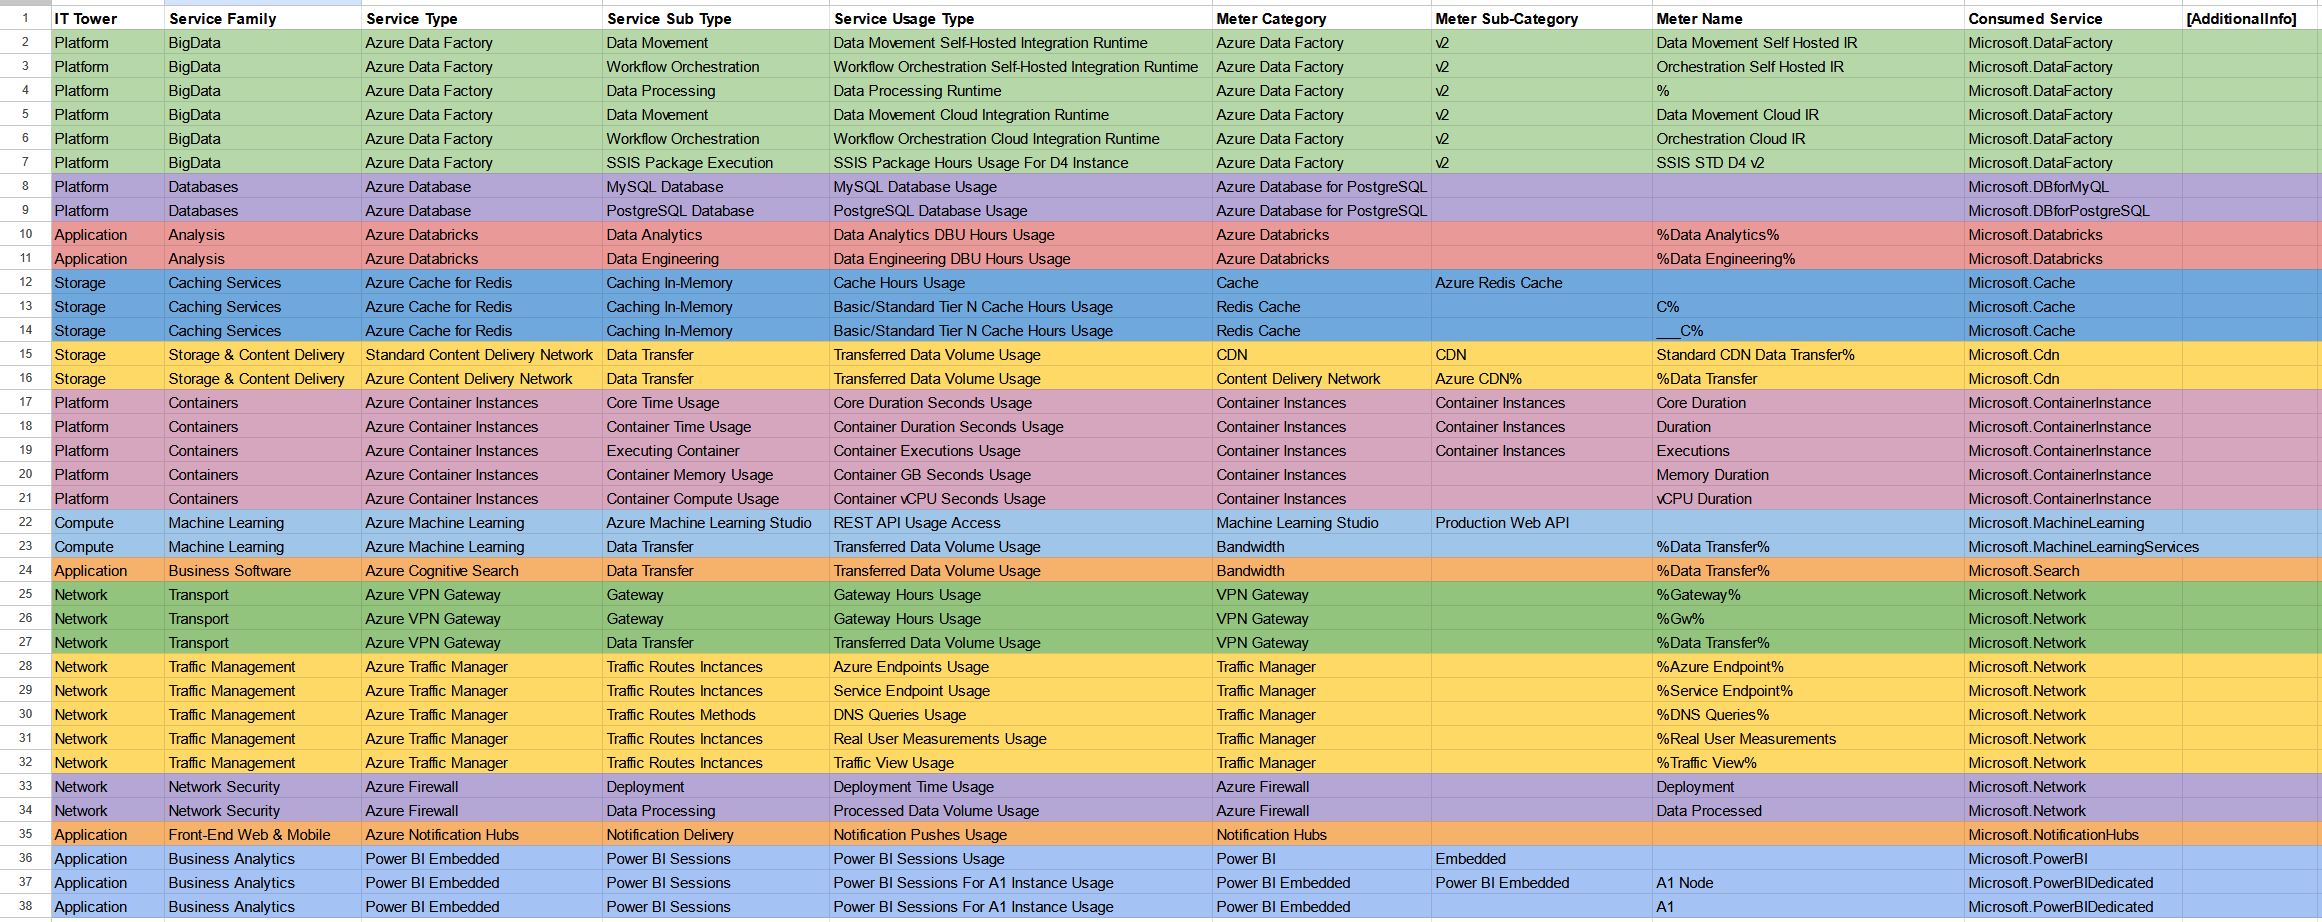 1 IT Tower Service Family Service Type Service Sub Type Service Usage Type Meter Category Meter Sub-Category Meter Name Consumed Service [AdditionalInfo]
2 Platform BigData Azure Data Factory Data Movement Data Movement Self-Hosted Integration Runtime Azure Data Factory v2 Data Movement Self Hosted IR Microsoft.DataFactory
3 Platform BigData Azure Data Factory Workflow Orchestration Workflow Orchestration Self-Hosted Integration Runtime Azure Data Factory v2 Orchestration Self Hosted IR Microsoft.DataFactory
4 Platform BigData Azure Data Factory Data Processing Data Processing Runtime Azure Data Factory v2 % Microsoft.DataFactory
5 Platform BigData Azure Data Factory Data Movement Data Movement Cloud Integration Runtime Azure Data Factory v2 Data Movement Cloud IR Microsoft.DataFactory
6 Platform BigData Azure Data Factory Workflow Orchestration Workflow Orchestration Cloud Integration Runtime Azure Data Factory v2 Orchestration Cloud IR Microsoft.DataFactory
7 Platform BigData Azure Data Factory SSIS Package Execution SSIS Package Hours Usage For D4 Instance Azure Data Factory v2 SSIS STD D4 v2 Microsoft.DataFactory
8 Platform Databases Azure Database MySQL Database MySQL Database Usage Azure Database for PostgreSQL Microsoft.DBforMyQL
9 Platform Databases Azure Database PostgreSQL Database PostgreSQL Database Usage Azure Database for PostgreSQL Microsoft.DBforPostgreSQL
10 Application Analysis Azure Databricks Data Analytics Data Analytics DBU Hours Usage Azure Databricks %Data Analytics% Microsoft.Databricks
11 Application Analysis Azure Databricks Data Engineering Data Engineering DBU Hours Usage Azure Databricks %Data Engineering% Microsoft.Databricks
12 Storage Caching Services Azure Cache for Redis Caching In-Memory Cache Hours Usage Cache Azure Redis Cache Microsoft.Cache
13 Storage Caching Services Azure Cache for Redis Caching In-Memory Basic/Standard Tier N Cache Hours Usage Redis Cache C% Microsoft.Cache
14 Storage Caching Services Azure Cache for Redis Caching In-Memory Basic/Standard Tier N Cache Hours Usage Redis Cache ___C% Microsoft.Cache
15 Storage Storage & Content Delivery Standard Content Delivery Network Data Transfer Transferred Data Volume Usage CDN CDN Standard CDN Data Transfer% Microsoft.Cdn
16 Storage Storage & Content Delivery Azure Content Delivery Network Data Transfer Transferred Data Volume Usage Content Delivery Network Azure CDN% %Data Transfer Microsoft.Cdn
17 Platform Containers Azure Container Instances Core Time Usage Core Duration Seconds Usage Container Instances Container Instances Core Duration Microsoft.ContainerInstance
18 Platform Containers Azure Container Instances Container Time Usage Container Duration Seconds Usage Container Instances Container Instances Duration Microsoft.ContainerInstance
19 Platform Containers Azure Container Instances Executing Container Container Executions Usage Container Instances Container Instances Executions Microsoft.ContainerInstance
20 Platform Containers Azure Container Instances Container Memory Usage Container GB Seconds Usage Container Instances Memory Duration Microsoft.ContainerInstance
21 Platform Containers Azure Container Instances Container Compute Usage Container vCPU Seconds Usage Container Instances vCPU Duration Microsoft.ContainerInstance
22 Compute Machine Learning Azure Machine Learning Azure Machine Learning Studio REST API Usage Access Machine Learning Studio Production Web API Microsoft.MachineLearning
23 Compute Machine Learning Azure Machine Learning Data Transfer Transferred Data Volume Usage Bandwidth %Data Transfer% Microsoft.MachineLearningServices
24 Application Business Software Azure Cognitive Search Data Transfer Transferred Data Volume Usage Bandwidth %Data Transfer% Microsoft.Search
25 Network Transport Azure VPN Gateway Gateway Gateway Hours Usage VPN Gateway %Gateway% Microsoft.Network
26 Network Transport Azure VPN Gateway Gateway Gateway Hours Usage VPN Gateway %Gw% Microsoft.Network
27 Network Transport Azure VPN Gateway Data Transfer Transferred Data Volume Usage VPN Gateway %Data Transfer% Microsoft.Network
28 Network Traffic Management Azure Traffic Manager Traffic Routes Inctances Azure Endpoints Usage Traffic Manager %Azure Endpoint% Microsoft.Network
29 Network Traffic Management Azure Traffic Manager Traffic Routes Inctances Service Endpoint Usage Traffic Manager %Service Endpoint% Microsoft.Network
30 Network Traffic Management Azure Traffic Manager Traffic Routes Methods DNS Queries Usage Traffic Manager %DNS Queries% Microsoft.Network
31 Network Traffic Management Azure Traffic Manager Traffic Routes Inctances Real User Measurements Usage Traffic Manager %Real User Measurements Microsoft.Network
32 Network Traffic Management Azure Traffic Manager Traffic Routes Inctances Traffic View Usage Traffic Manager %Traffic View% Microsoft.Network
33 Network Network Security Azure Firewall Deployment Deployment Time Usage Azure Firewall Deployment Microsoft.Network
34 Network Network Security Azure Firewall Data Processing Processed Data Volume Usage Azure Firewall Data Processed Microsoft.Network
35 Application Front-End Web & Mobile Azure Notification Hubs Notification Delivery Notification Pushes Usage Notification Hubs Microsoft.NotificationHubs
36 Application Business Analytics Power BI Embedded Power BI Sessions Power BI Sessions Usage Power BI Embedded Microsoft.PowerBI
37 Application Business Analytics Power BI Embedded Power BI Sessions Power BI Sessions For A1 Instance Usage Power BI Embedded Power BI Embedded A1 Node Microsoft.PowerBIDedicated
38 Application Business Analytics Power BI Embedded Power BI Sessions Power BI Sessions For A1 Instance Usage Power BI Embedded A1 Microsoft.PowerBIDedicated